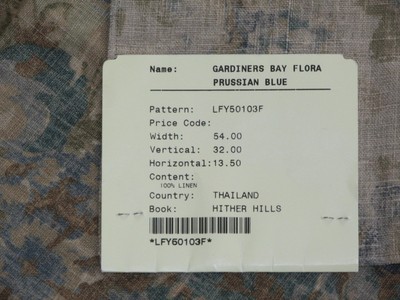 Name: GARDINERS BAY FLORA
PRUSSIAN BLUE
Pattern: LFY50103F
Price Code:
Width: 54.00
Vertical: 32.00
Horizontal: 13.50
Content:
100% LINEN
Country: THAILAND
Book: HITHER HILLS
*LFY50103F*